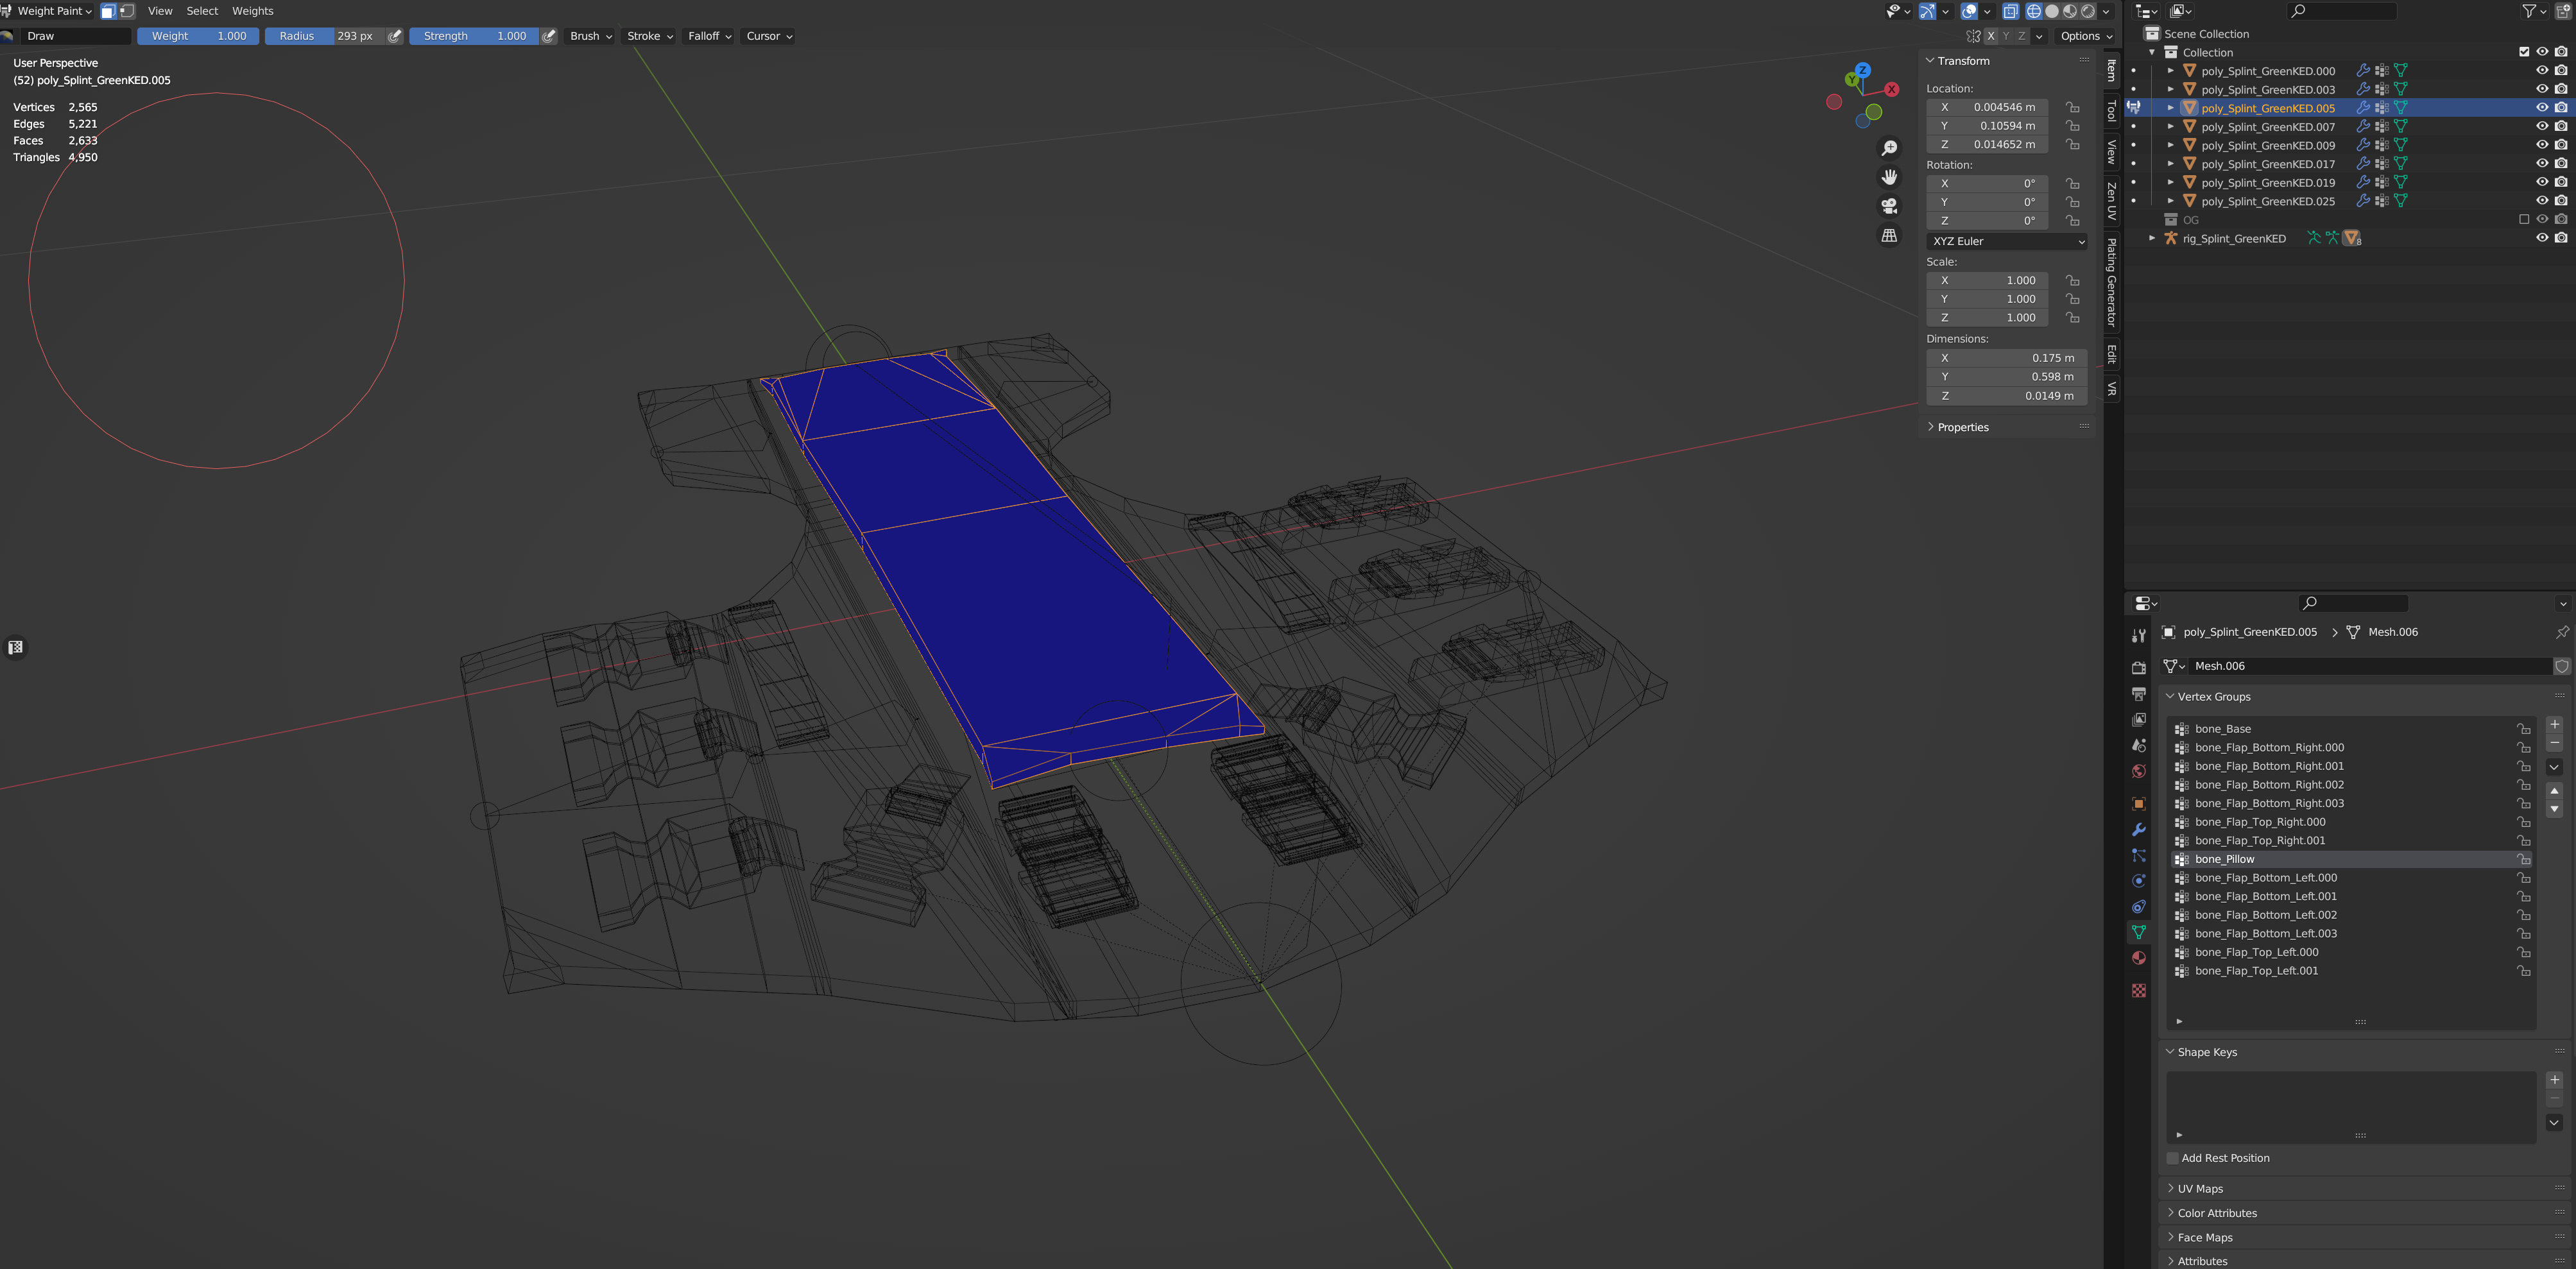 Weight Paint View Select Weights
Draw Weight 1.000 Radius 293 px Strength 1.000 Brush Stroke Falloff Cursor X Y Z Options
User Perspective
(52) poly_Splint_GreenKED.005
Vertices 2,565
Edges 5,221
Faces 2,633
Triangles 4,950
Z
Y
X
Transform
Location:
X 0.004546 m
Y 0.10594 m
Z 0.014652 m
Rotation:
X 0°
Y 0°
Z 0°
XYZ Euler
Scale:
X 1.000
Y 1.000
Z 1.000
Dimensions:
X 0.175 m
Y 0.598 m
Z 0.0149 m
Properties
Item
Tool
View
Zen UV
Plating Generator
Edit
VR
Scene Collection
Collection
poly_Splint_GreenKED.000
poly_Splint_GreenKED.003
poly_Splint_GreenKED.005
poly_Splint_GreenKED.007
poly_Splint_GreenKED.009
poly_Splint_GreenKED.017
poly_Splint_GreenKED.019
poly_Splint_GreenKED.025
OG
rig_Splint_GreenKED 8
poly_Splint_GreenKED.005 Mesh.006
Mesh.006
Vertex Groups
bone_Base
bone_Flap_Bottom_Right.000
bone_Flap_Bottom_Right.001
bone_Flap_Bottom_Right.002
bone_Flap_Bottom_Right.003
bone_Flap_Top_Right.000
bone_Flap_Top_Right.001
bone_Pillow
bone_Flap_Bottom_Left.000
bone_Flap_Bottom_Left.001
bone_Flap_Bottom_Left.002
bone_Flap_Bottom_Left.003
bone_Flap_Top_Left.000
bone_Flap_Top_Left.001
Shape Keys
Add Rest Position
UV Maps
Color Attributes
Face Maps
Attributes